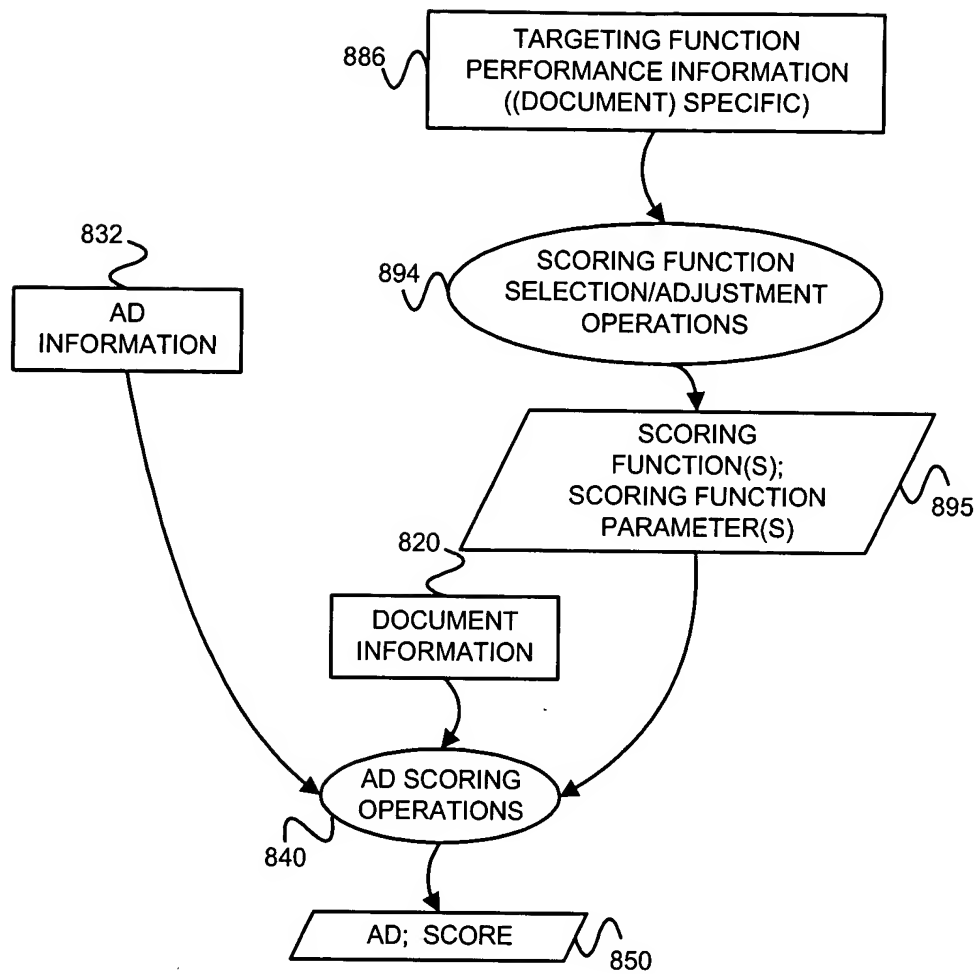 TARGETING FUNCTION
PERFORMANCE INFORMATION
((DOCUMENT) SPECIFIC)
886
832
SCORING FUNCTION
SELECTION/ADJUSTMENT
OPERATIONS
894
AD
INFORMATION
SCORING
FUNCTION(S);
SCORING FUNCTION
PARAMETER(S)
895
820
DOCUMENT
INFORMATION
AD SCORING
OPERATIONS
840
AD; SCORE
850